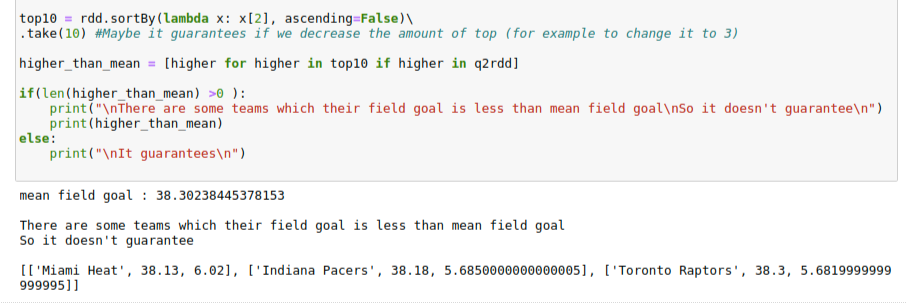 top10 = rdd.sortBy(lambda x: x[2], ascending=False)\
.take(10) #Maybe it guarantees if we decrease the amount of top (for example to change it to 3)
higher_than_mean = [higher for higher in top10 if higher in q2rdd]
if(len(higher_than_mean) >0 ):
    print("\nThere are some teams which their field goal is less than mean field goal\nSo it doesn't guarantee\n")
    print(higher_than_mean)
else:
    print("\nIt guarantees\n")
mean field goal : 38.30238445378153
There are some teams which their field goal is less than mean field goal
So it doesn't guarantee
[['Miami Heat', 38.13, 6.02], ['Indiana Pacers', 38.18, 5.6850000000000005], ['Toronto Raptors', 38.3, 5.6819999999
999995]]